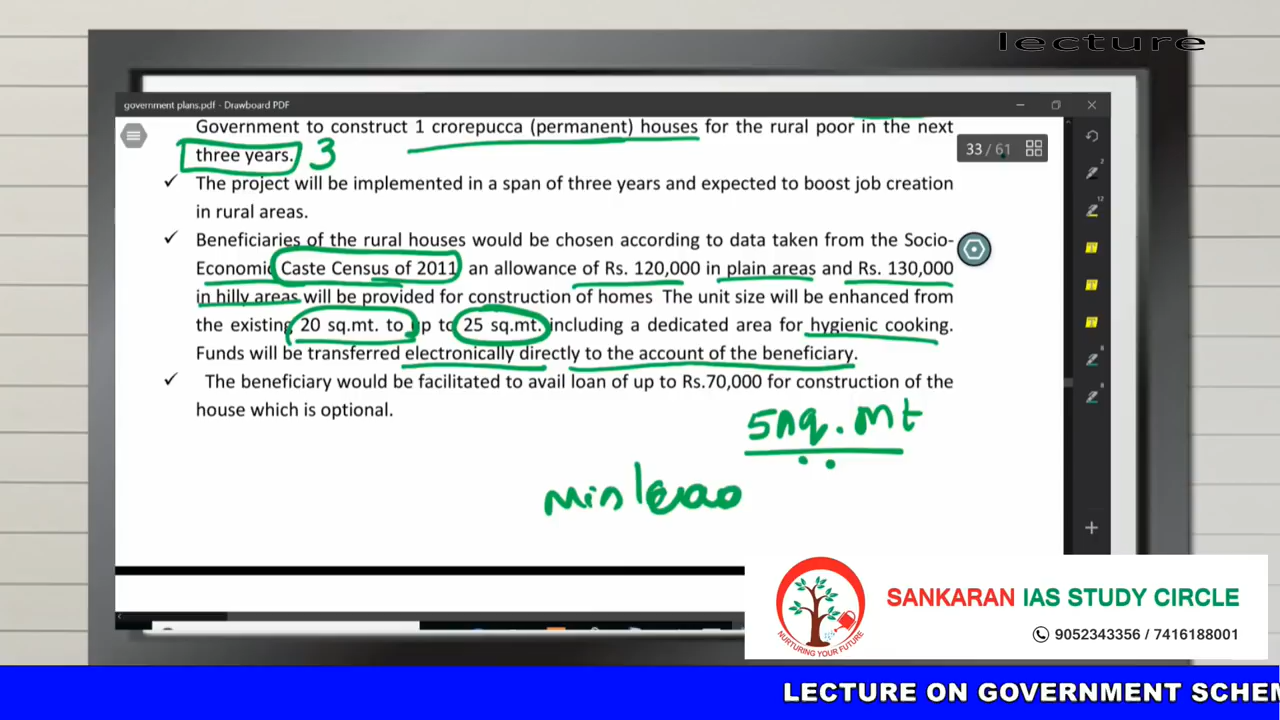 lecture
government plans.pdf - Drawboard PDF
Government to construct 1 crorepucca (permanent) houses for the rural poor in the next
33 / 61
three years. 3
✓ The project will be implemented in a span of three years and expected to boost job creation
in rural areas.
✓ Beneficiaries of the rural houses would be chosen according to data taken from the Socio-
Economic Caste Census of 2011 an allowance of Rs. 120,000 in plain areas and Rs. 130,000
in hilly areas will be provided for construction of homes The unit size will be enhanced from
the existing 20 sq.mt. to up to 25 sq.mt. including a dedicated area for hygienic cooking.
Funds will be transferred electronically directly to the account of the beneficiary.
✓ The beneficiary would be facilitated to avail loan of up to Rs.70,000 for construction of the
house which is optional.
5 sq. mt
NURTURING YOUR FUTURE
SANKARAN IAS STUDY CIRCLE
9052343356 / 7416188001
LECTURE ON GOVERNMENT SCHEM